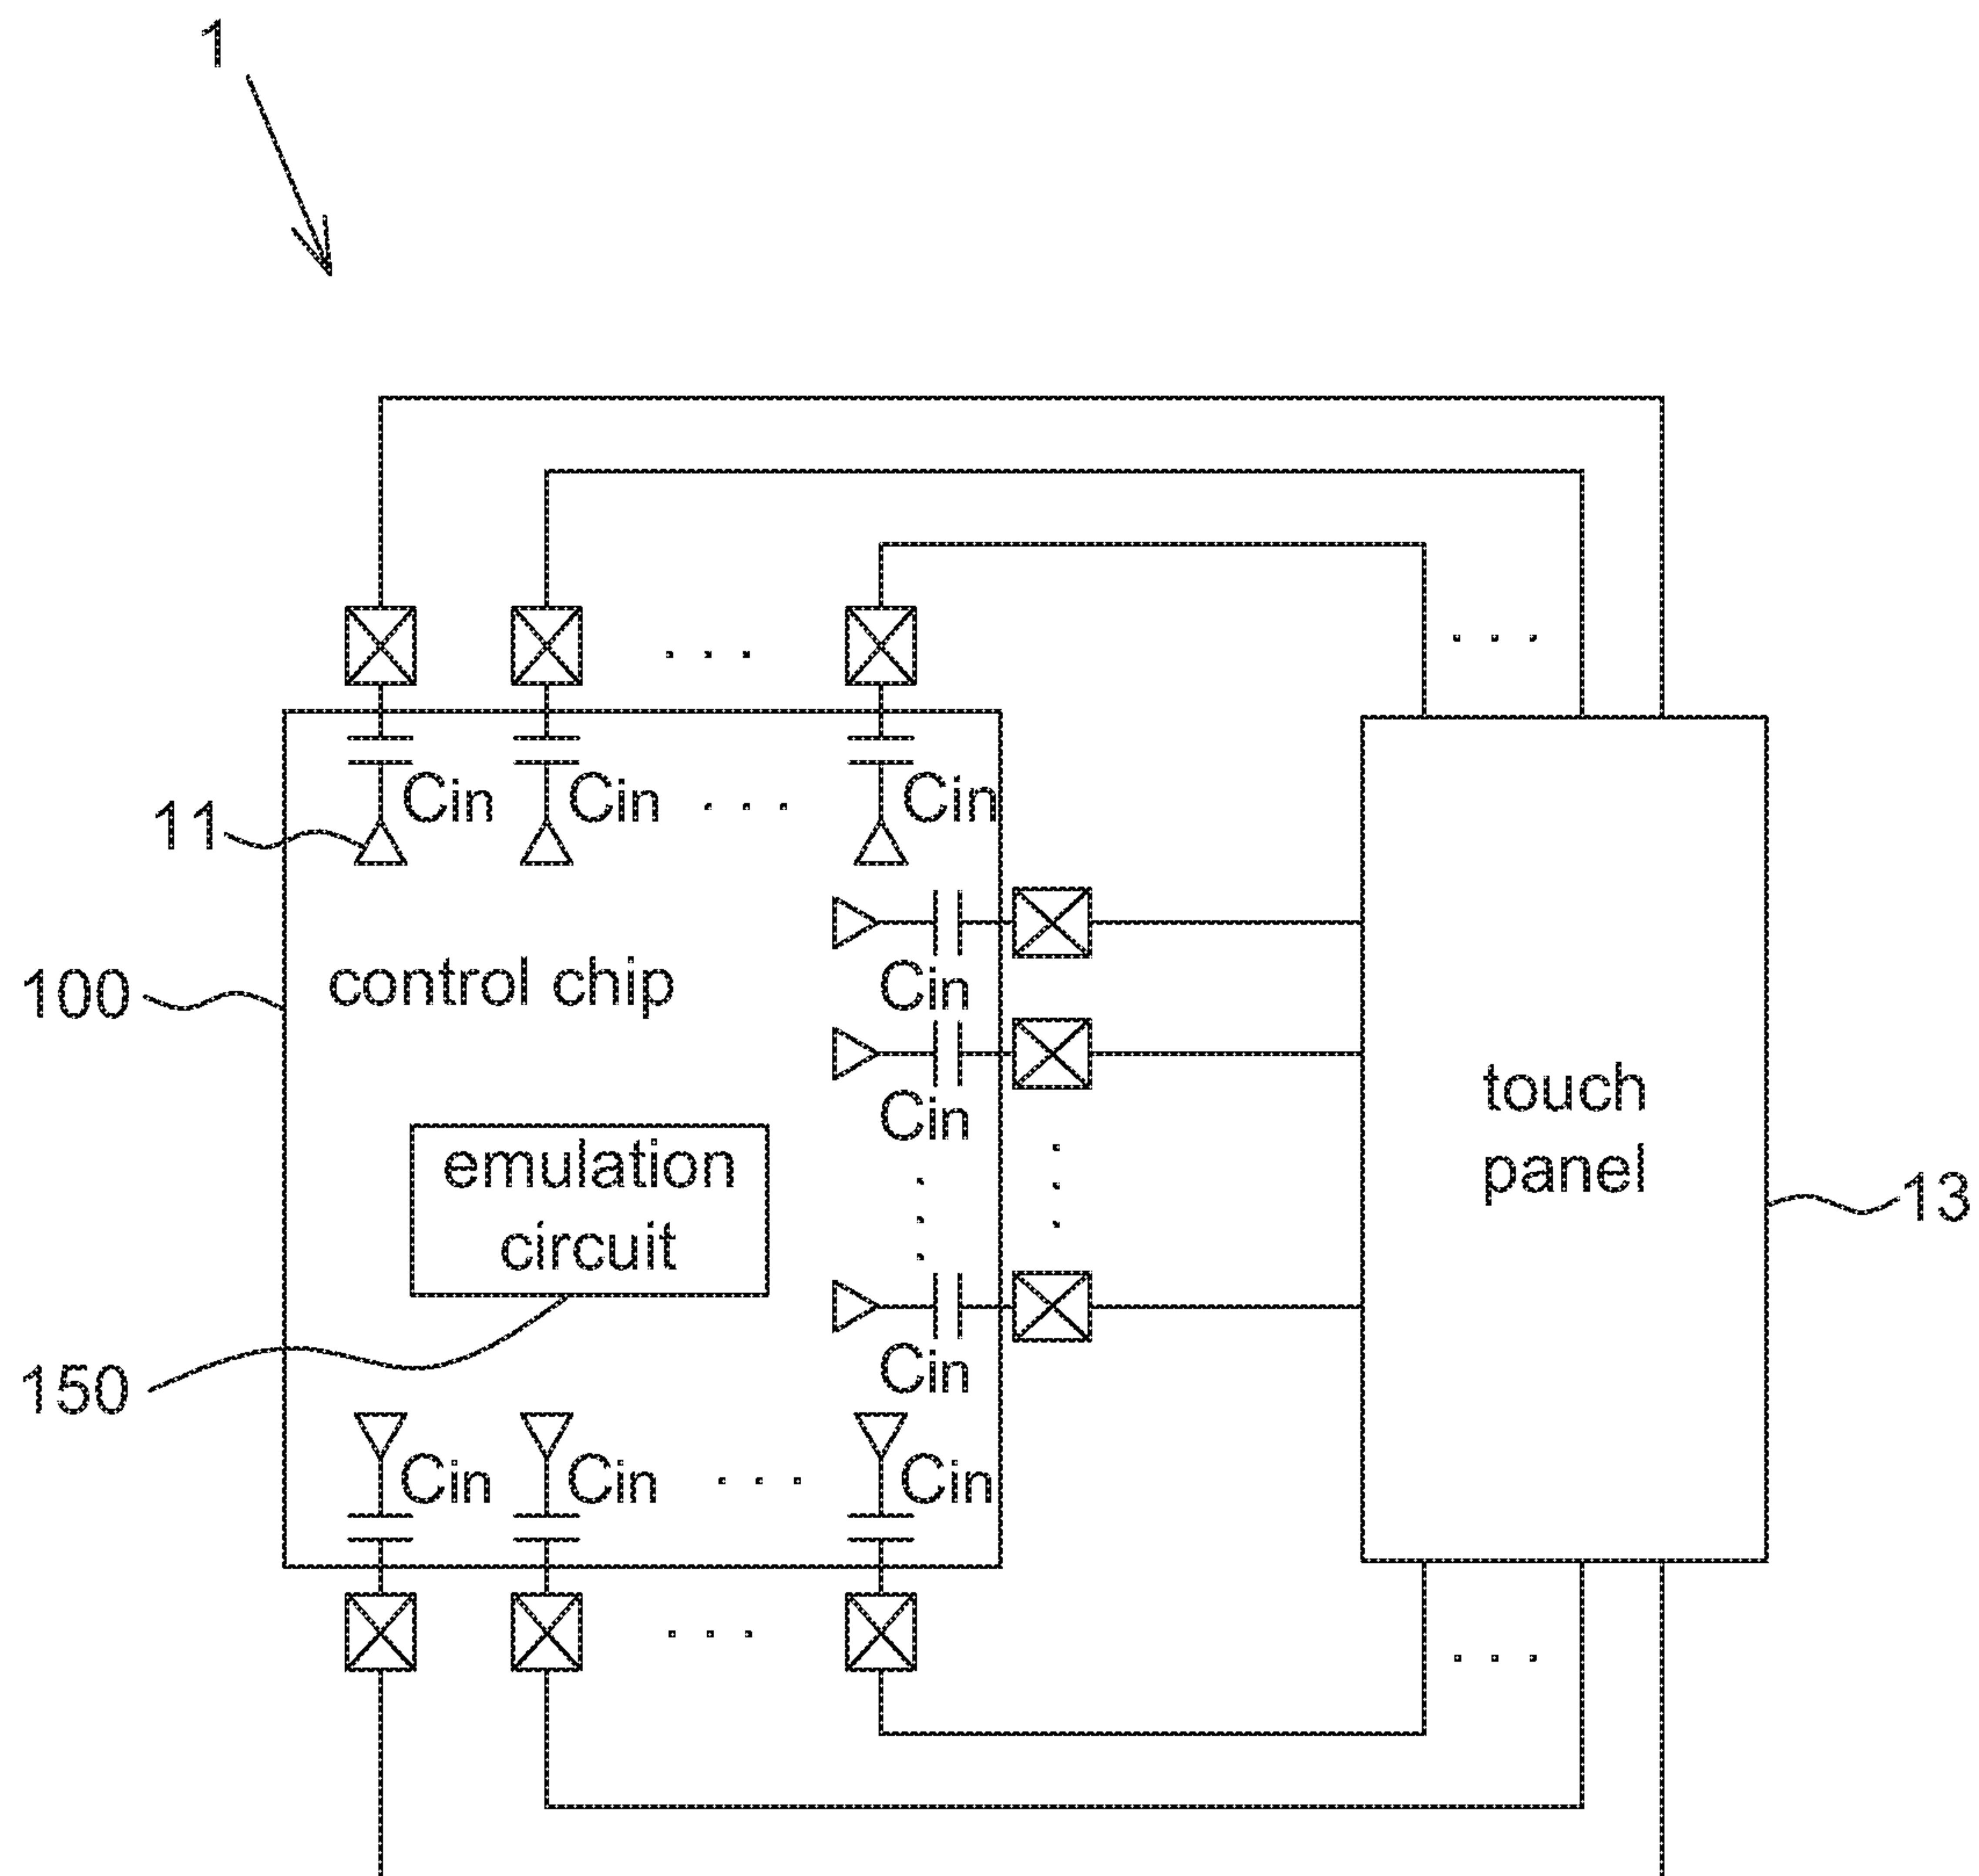 1
Cin Cin . . . Cin
11
Cin
control chip
100
Cin
touch
panel
emulation
circuit
13
Cin
150
Cin Cin . . . Cin